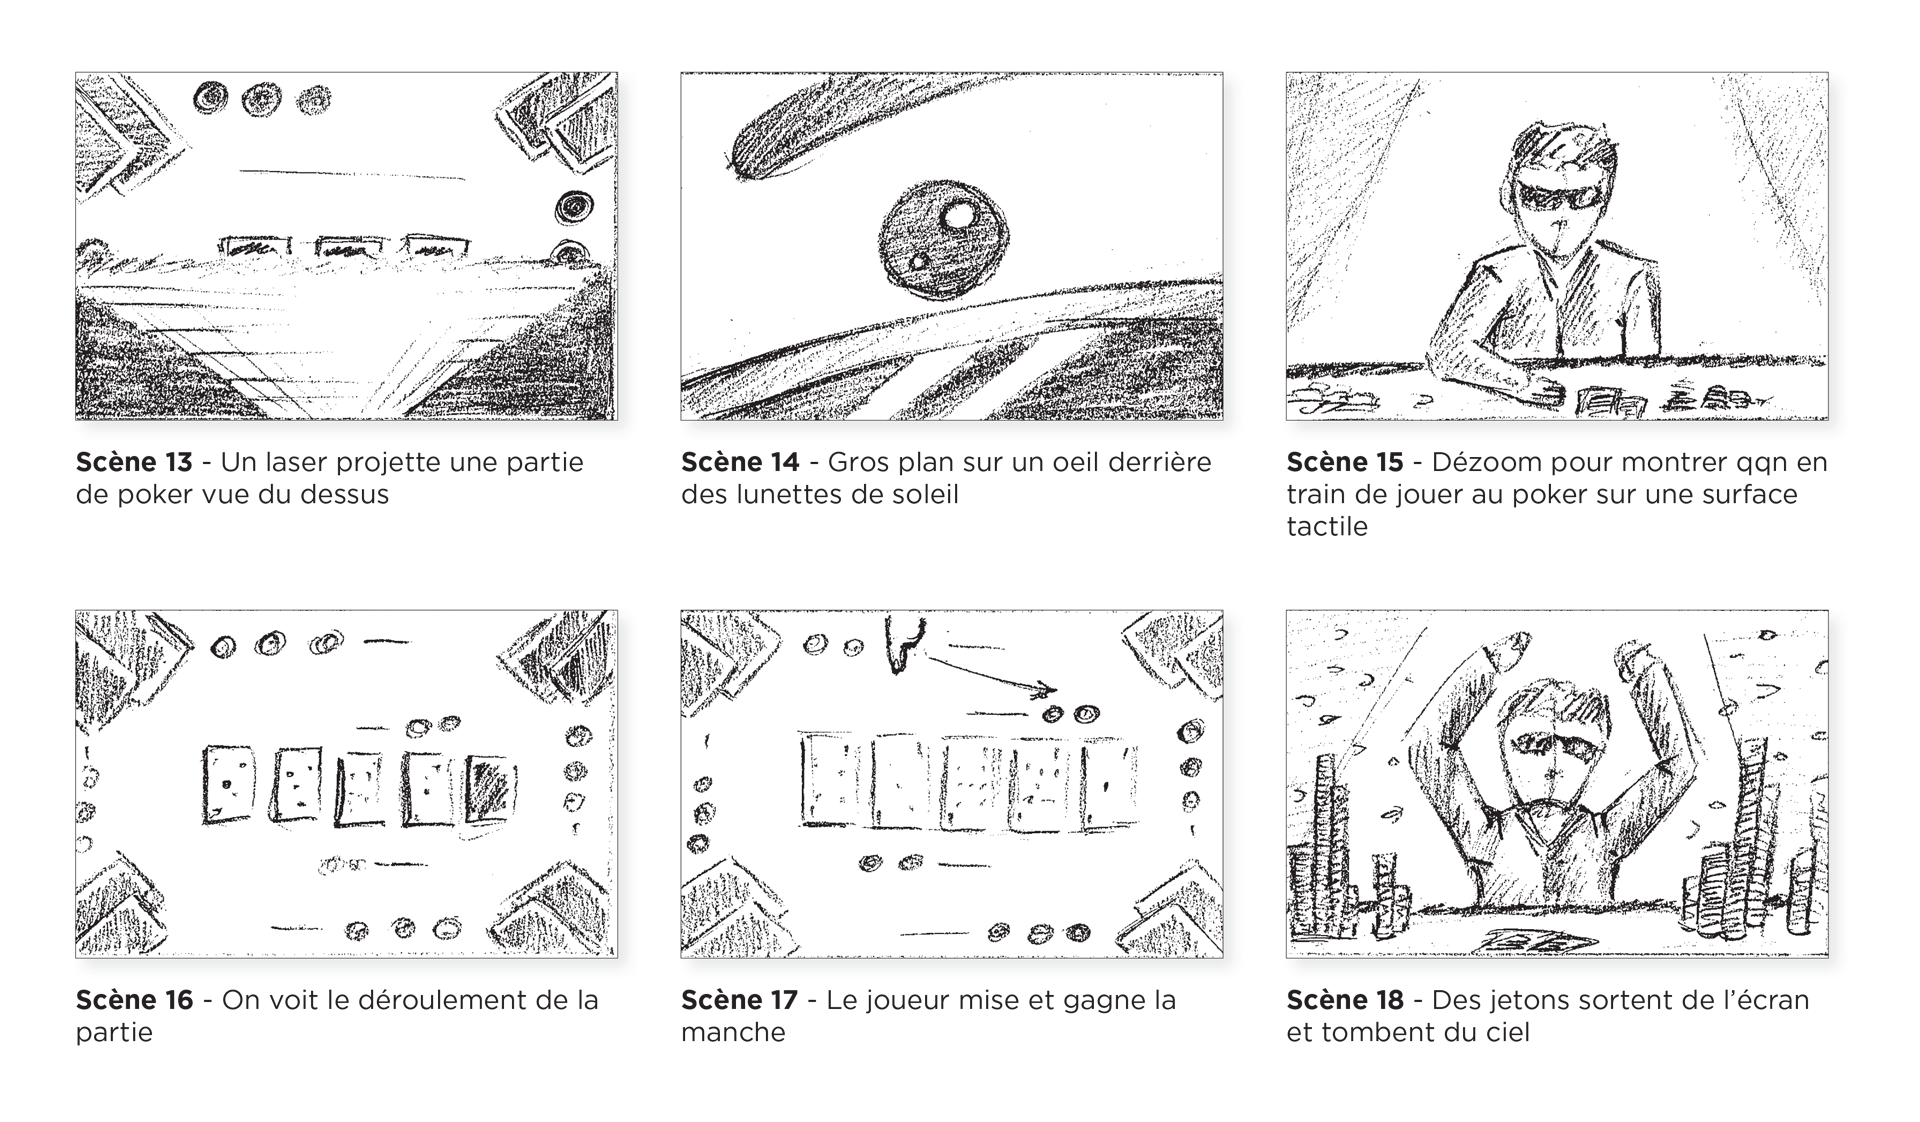 Scène 13 - Un laser projette une partie
de poker vue du dessus
Scène 14 - Gros plan sur un oeil derrière
des lunettes de soleil
Scène 15 - Dézoom pour montrer qqn en
train de jouer au poker sur une surface
tactile
Scène 16 - On voit le déroulement de la
partie
Scène 17 - Le joueur mise et gagne la
manche
Scène 18 - Des jetons sortent de l’écran
et tombent du ciel